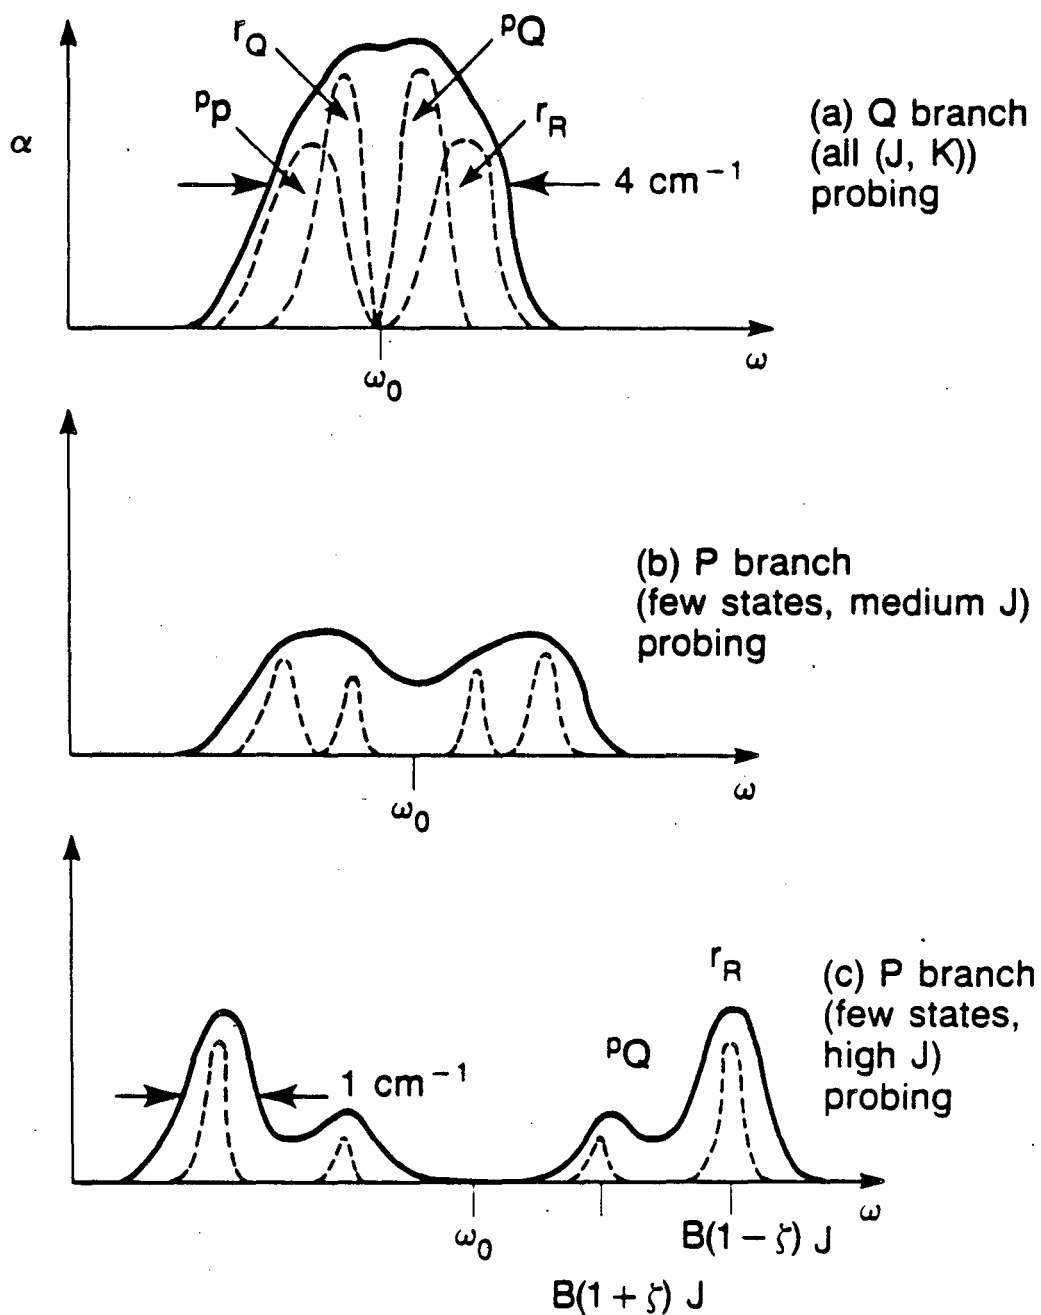 rQ
pQ
pp
rR
α
4 cm−1
(a) Q branch
(all (J, K))
probing
ω0
ω
(b) P branch
(few states, medium J)
probing
ω0
ω
rR
(c) P branch
(few states,
high J)
probing
pQ
1 cm−1
ω0
ω
B(1 − ζ) J
B(1 + ζ) J